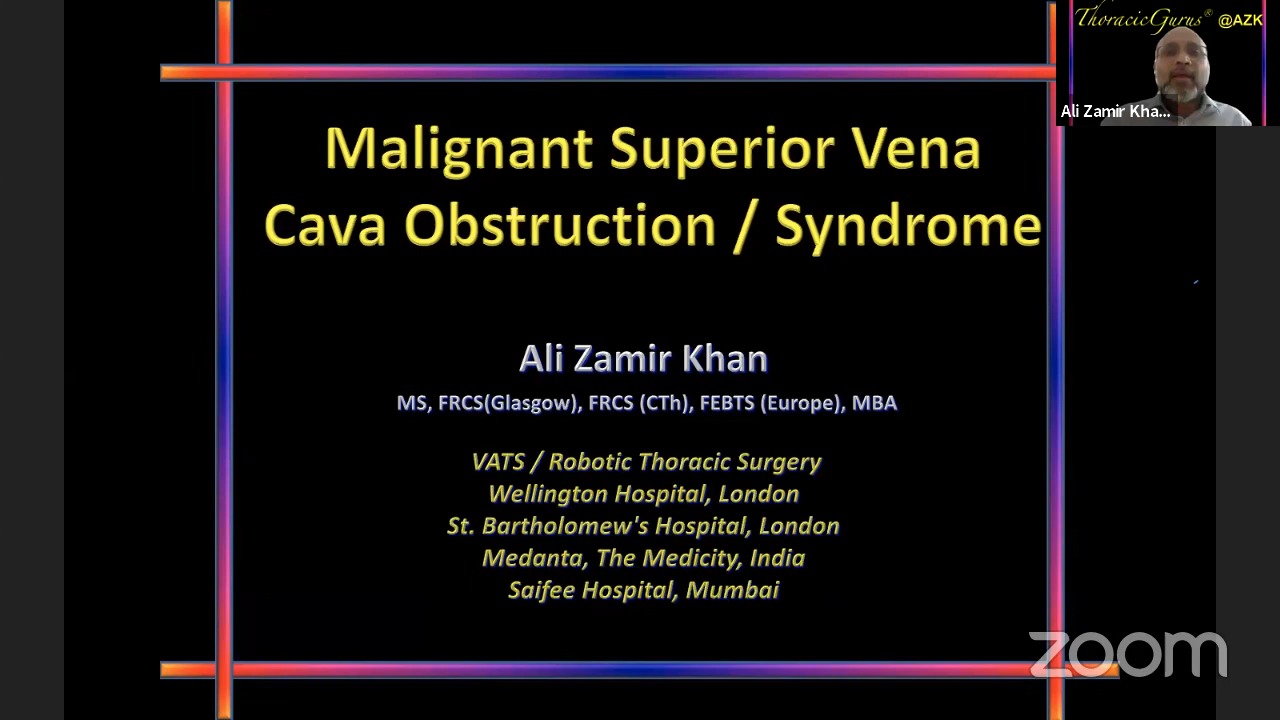 ThoracicGurus® @AZK
Ali Zamir Kha...
Malignant Superior Vena
Cava Obstruction / Syndrome
Ali Zamir Khan
MS, FRCS(Glasgow), FRCS (CTh), FEBTS (Europe), MBA
VATS / Robotic Thoracic Surgery
Wellington Hospital, London
St. Bartholomew's Hospital, London
Medanta, The Medicity, India
Saifee Hospital, Mumbai
zoom